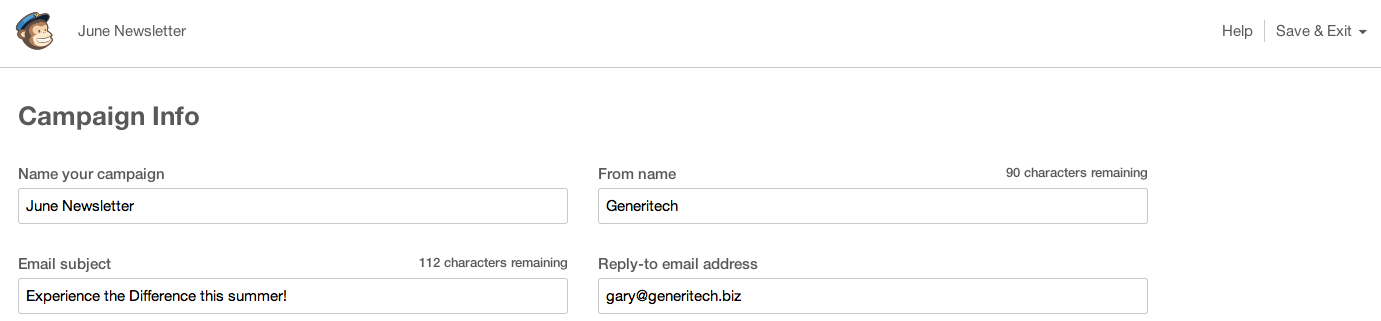 June Newsletter
Help
Save & Exit
Campaign Info
Name your campaign
June Newsletter
From name
90 characters remaining
Generitech
Email subject
112 characters remaining
Experience the Difference this summer!
Reply-to email address
gary@generitech.biz